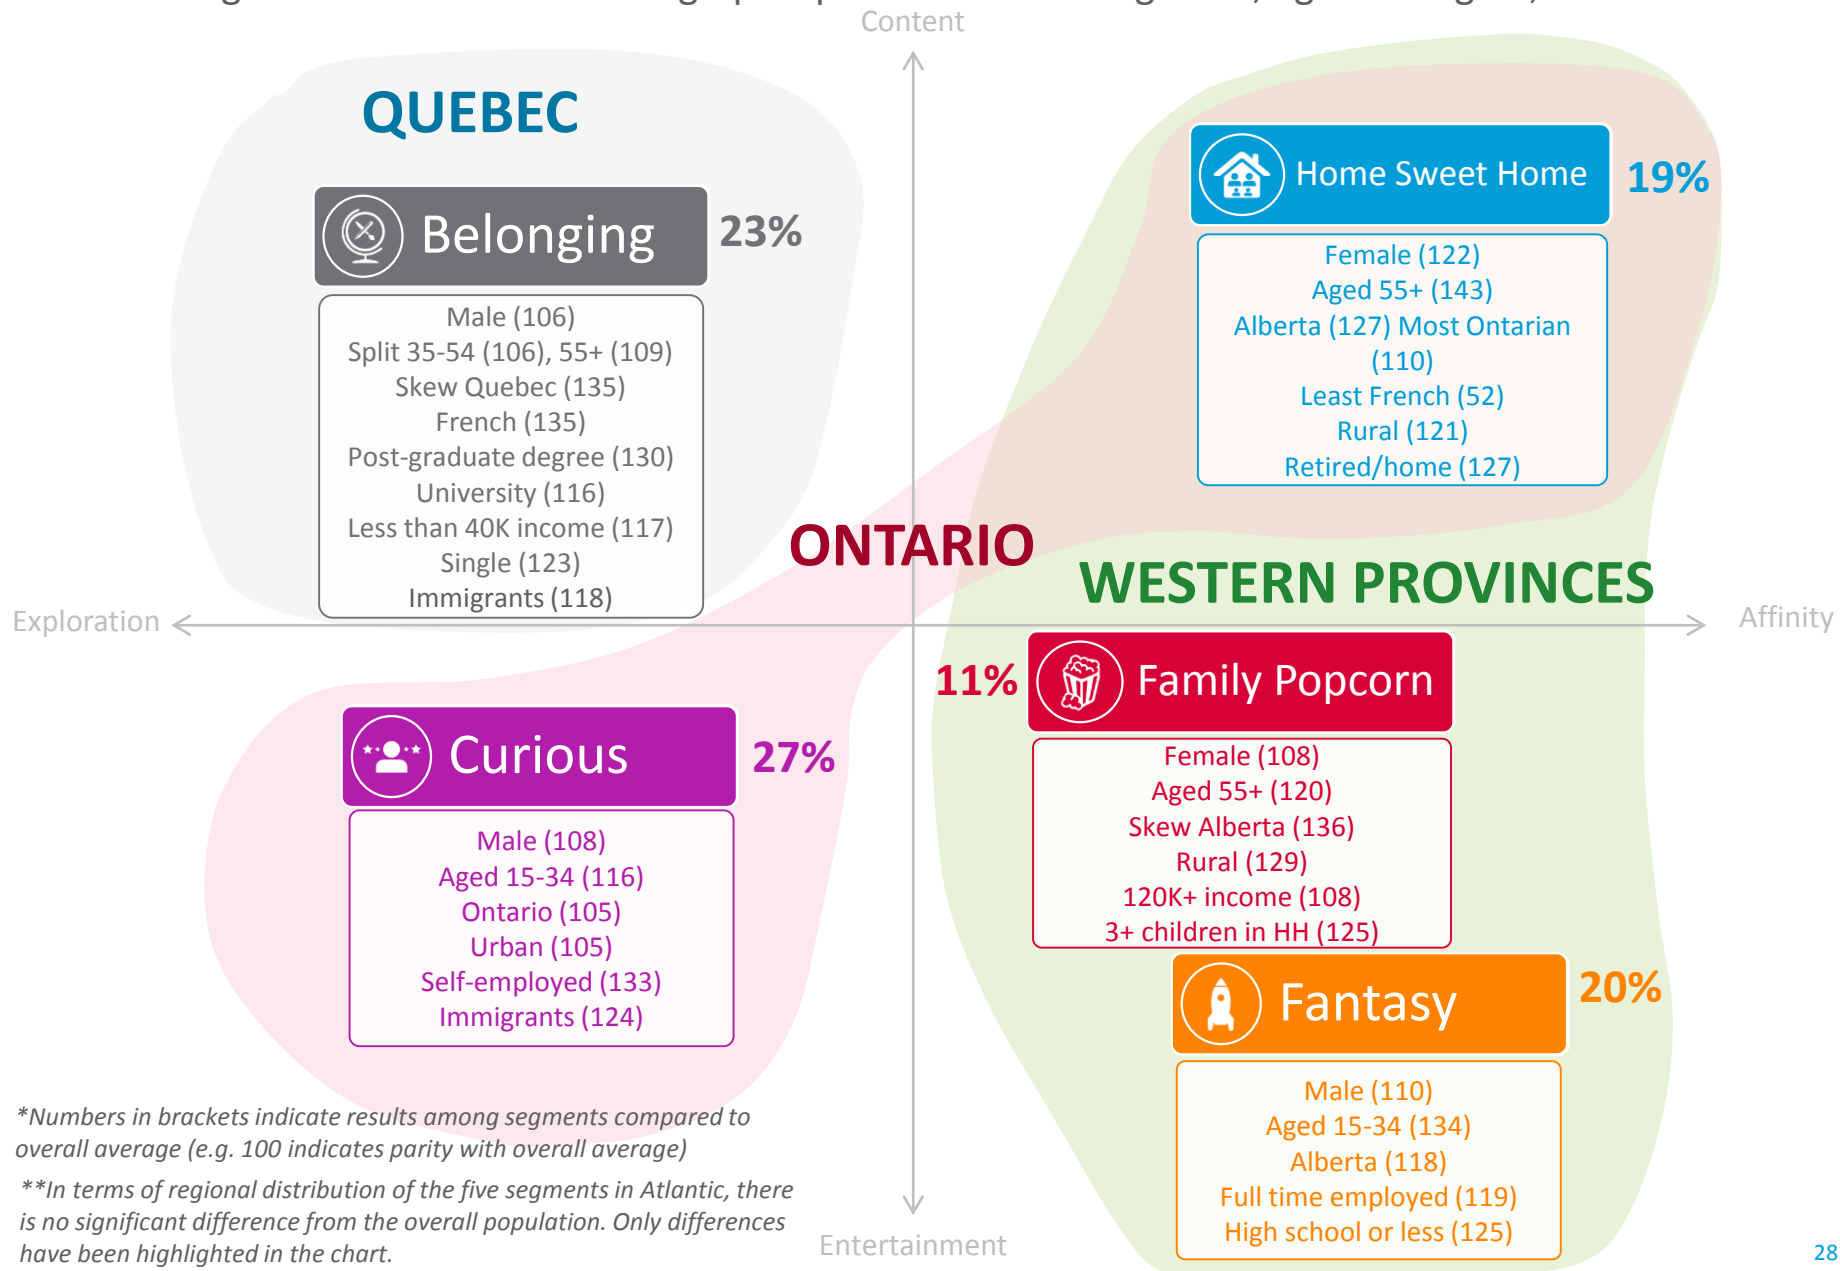 Content
QUEBEC
Belonging
23%
Male (106)
Split 35-54 (106), 55+ (109)
Skew Quebec (135)
French (135)
Post-graduate degree (130)
University (116)
Less than 40K income (117)
Single (123)
Immigrants (118)
Home Sweet Home
19%
Female (122)
Aged 55+ (143)
Alberta (127) Most Ontarian
(110)
Least French (52)
Rural (121)
Retired/home (127)
ONTARIO
WESTERN PROVINCES
Exploration
Affinity
11%
Family Popcorn
Female (108)
Aged 55+ (120)
Skew Alberta (136)
Rural (129)
120K+ income (108)
3+ children in HH (125)
Curious
27%
Male (108)
Aged 15-34 (116)
Ontario (105)
Urban (105)
Self-employed (133)
Immigrants (124)
Fantasy
20%
Male (110)
Aged 15-34 (134)
Alberta (118)
Full time employed (119)
High school or less (125)
*Numbers in brackets indicate results among segments compared to
overall average (e.g. 100 indicates parity with overall average)
**In terms of regional distribution of the five segments in Atlantic, there
is no significant difference from the overall population. Only differences
have been highlighted in the chart.
Entertainment
28